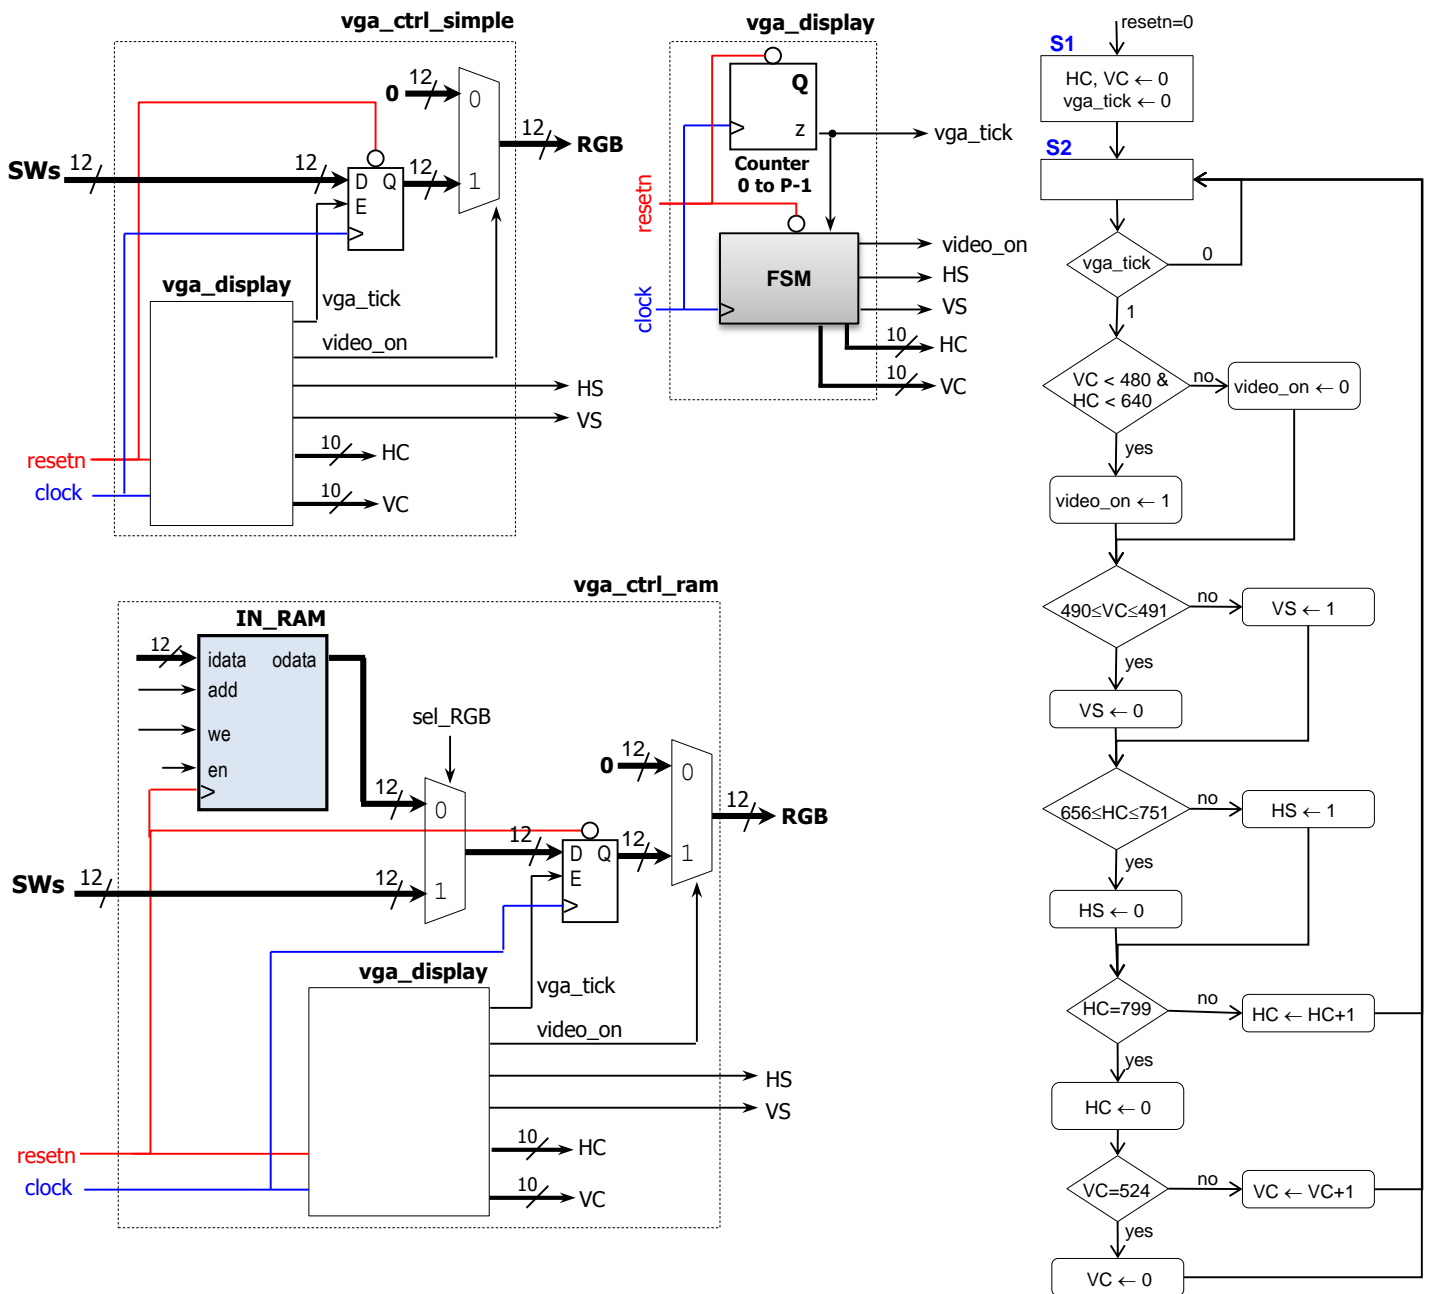 vga_ctrl_simple
12
0
0
12
RGB
SWs
12
12
D
Q
E
12
1
vga_display
vga_tick
video_on
HS
VS
10
HC
resetn
clock
10
VC
vga_display
Q
z
vga_tick
Counter
0 to P-1
resetn
clock
FSM
video_on
HS
VS
10
HC
10
VC
vga_ctrl_ram
IN_RAM
12
idata
odata
add
we
en
sel_RGB
12
0
12
0
12
RGB
SWs
12
12
1
12
D
Q
E
12
1
vga_display
vga_tick
video_on
HS
VS
10
HC
resetn
clock
10
VC
resetn=0
S1
HC, VC ← 0
vga_tick ← 0
S2
vga_tick
0
1
VC < 480 &
HC < 640
no
video_on ← 0
yes
video_on ← 1
490≤VC≤491
no
VS ← 1
yes
VS ← 0
656≤HC≤751
no
HS ← 1
yes
HS ← 0
HC=799
no
HC ← HC+1
yes
HC ← 0
VC=524
no
VC ← VC+1
yes
VC ← 0